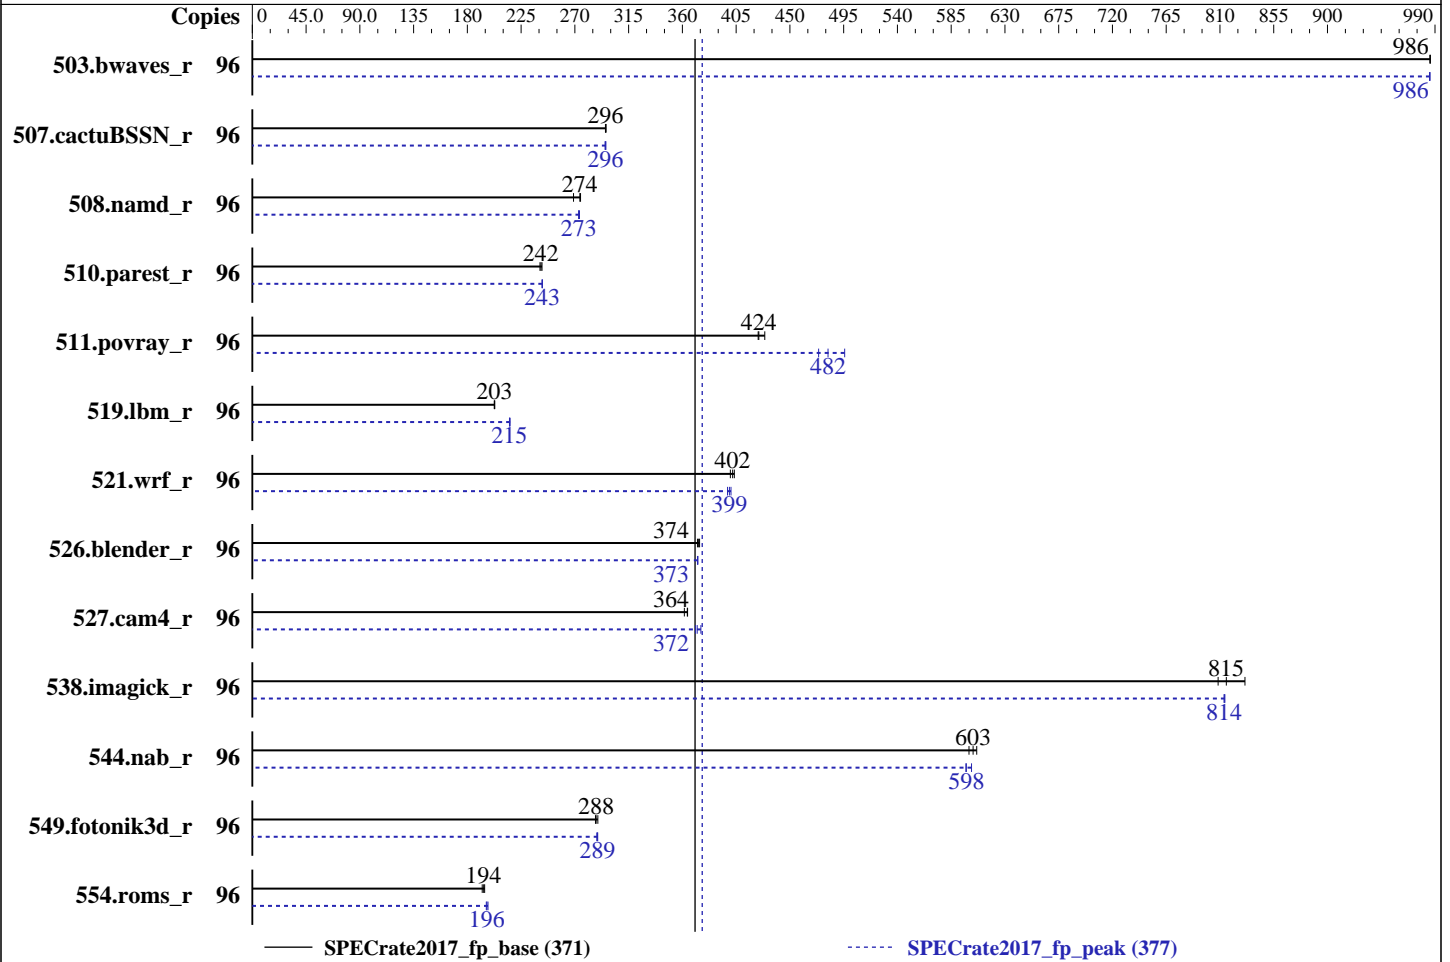 Copies 0 45.0 90.0 135 180 225 270 315 360 405 450 495 540 585 630 675 720 765 810 855 900 990
986
503.bwaves_r 96
986
296
507.cactuBSSN_r 96
296
274
508.namd_r 96
273
242
510.parest_r 96
243
424
511.povray_r 96
482
203
519.lbm_r 96
215
402
521.wrf_r 96
399
374
526.blender_r 96
373
364
527.cam4_r 96
372
815
538.imagick_r 96
814
603
544.nab_r 96
598
288
549.fotonik3d_r 96
289
194
554.roms_r 96
196
SPECrate2017_fp_base (371) SPECrate2017_fp_peak (377)